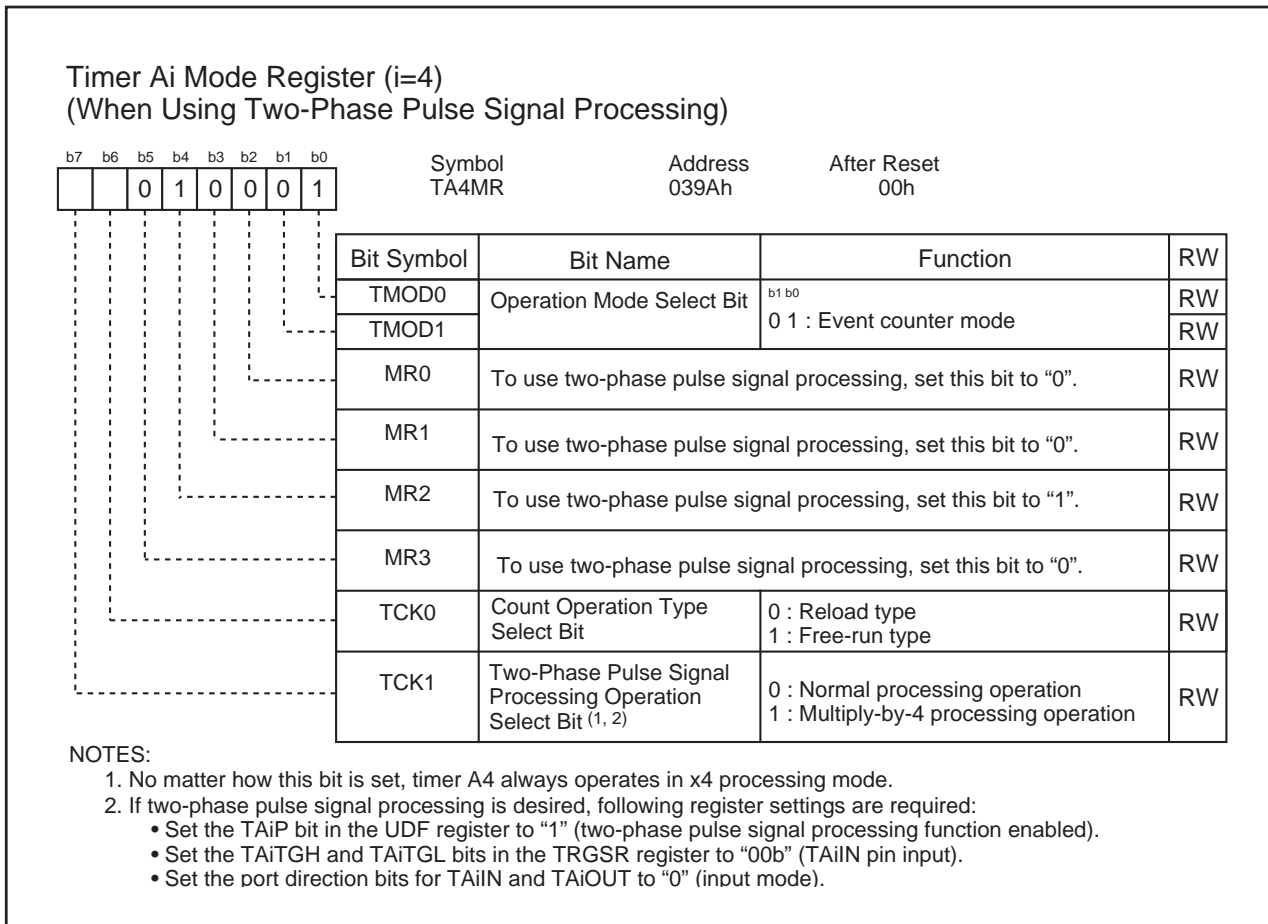 Timer Ai Mode Register (i=4)
(When Using Two-Phase Pulse Signal Processing)
b7 b6 b5 b4 b3 b2 b1 b0
0 1 0 0 0 1
Symbol Address After Reset
TA4MR 039Ah 00h
Bit Symbol Bit Name Function RW
TMOD0 Operation Mode Select Bit b1 b0 RW
TMOD1 0 1 : Event counter mode RW
MR0 To use two-phase pulse signal processing, set this bit to “0”. RW
MR1 To use two-phase pulse signal processing, set this bit to “0”. RW
MR2 To use two-phase pulse signal processing, set this bit to “1”. RW
MR3 To use two-phase pulse signal processing, set this bit to “0”. RW
TCK0 Count Operation Type 0 : Reload type RW
Select Bit 1 : Free-run type
TCK1 Two-Phase Pulse Signal
Processing Operation 0 : Normal processing operation RW
Select Bit (1, 2) 1 : Multiply-by-4 processing operation
NOTES:
1. No matter how this bit is set, timer A4 always operates in x4 processing mode.
2. If two-phase pulse signal processing is desired, following register settings are required:
• Set the TAiP bit in the UDF register to “1” (two-phase pulse signal processing function enabled).
• Set the TAiTGH and TAiTGL bits in the TRGSR register to “00b” (TAiIN pin input).
• Set the port direction bits for TAiIN and TAiOUT to “0” (input mode).